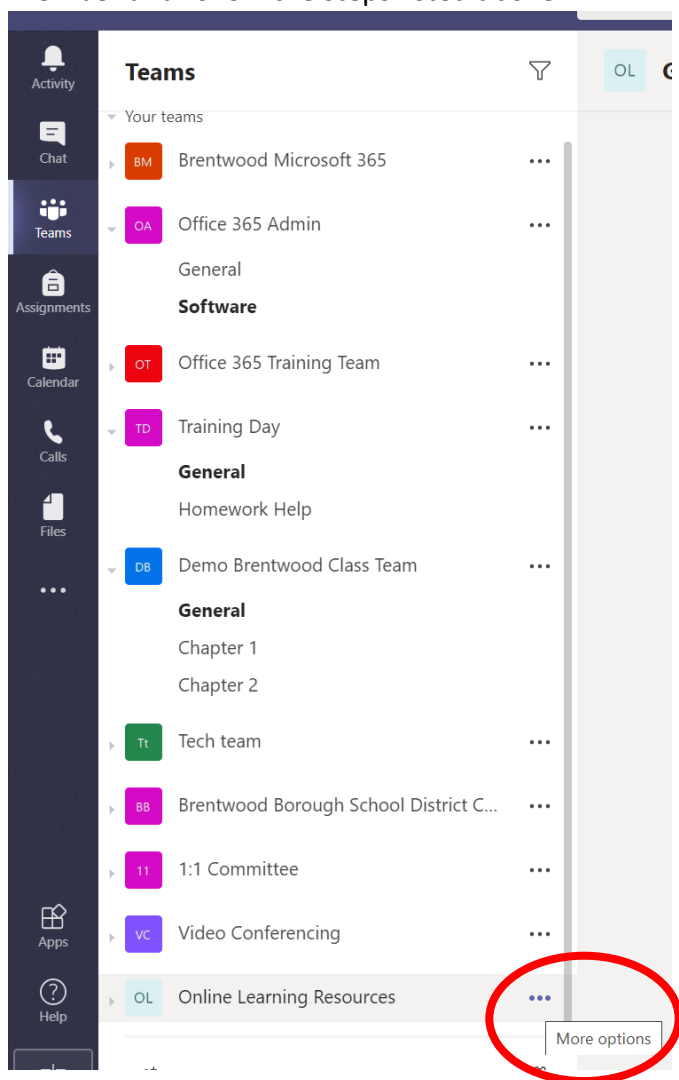 Activity
Chat
Teams
Assignments
Calendar
Calls
Files
Apps
Help
Teams
Your teams
BM Brentwood Microsoft 365
OA Office 365 Admin
General
Software
OT Office 365 Training Team
TD Training Day
General
Homework Help
DB Demo Brentwood Class Team
General
Chapter 1
Chapter 2
Tt Tech team
BB Brentwood Borough School District C...
11 1:1 Committee
VC Video Conferencing
OL Online Learning Resources
More options
OL